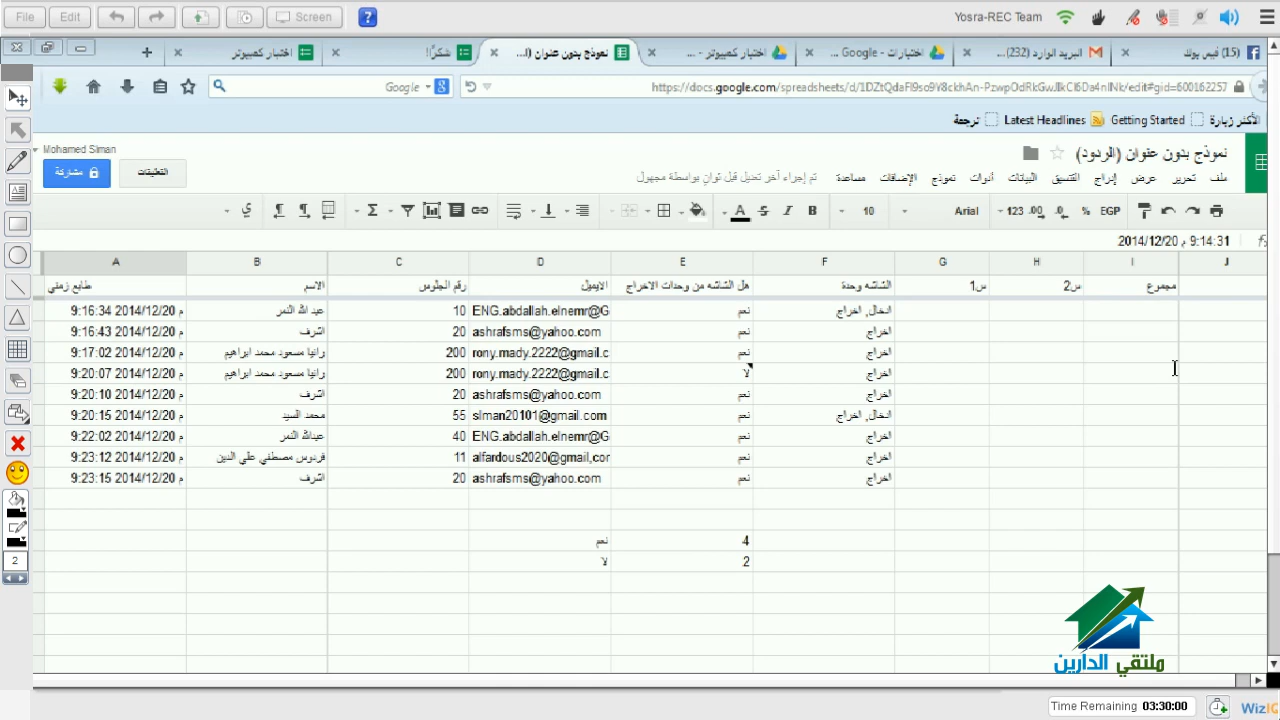 File Edit Screen Yosra-REC Team
اختبار كمبيوتر شكرًا! نموذج بدون عنوان (ا... اختبار كمبيوتر - ... اختبارات - Google ... البريد الوارد (232)... (15) فيس بوك
Google https://docs.google.com/spreadsheets/d/
الأكثر زيارة Getting Started Latest Headlines ترجمة
Mohamed Slman
نموذج بدون عنوان (الردود)
مشاركة التعليقات
ملف تحرير عرض إدراج التنسيق البيانات أدوات نموذج الإضافات مساعدة تم إجراء آخر تعديل قبل ثوانٍ بواسطة مجهول
10 Arial 123 % EGP
2014/12/20 م 9:14:31
A B C D E F G H I J
طابع زمني الاسم رقم الجلوس الايميل هل الشاشه من وحدات الاخراج الشاشه وحدة س1 س2 مجموع
9:16:34 2014/12/20 م عبد الله النمر 10 ENG.abdallah.elnemr@G نعم ادخال, اخراج
9:16:43 2014/12/20 م اشرف 20 ashrafsms@yahoo.com نعم اخراج
9:17:02 2014/12/20 م رانيا مسعود محمد ابراهيم 200 rony.mady.2222@gmail.c نعم اخراج
9:20:07 2014/12/20 م رانيا مسعود محمد ابراهيم 200 rony.mady.2222@gmail.c لا اخراج
9:20:10 2014/12/20 م اشرف 20 ashrafsms@yahoo.com نعم اخراج
9:20:15 2014/12/20 م محمد السيد 55 slman20101@gmail.com نعم ادخال, اخراج
9:22:02 2014/12/20 م عبدالله النمر 40 ENG.abdallah.elnemr@G نعم اخراج
9:23:12 2014/12/20 م فردوس مصطفي علي الدين 11 alfardous2020@gmail,cor نعم اخراج
9:23:15 2014/12/20 م اشرف 20 ashrafsms@yahoo.com نعم اخراج
نعم 4
لا 2
2
ملتقي الدارين
Time Remaining 03:30:00 WizIQ